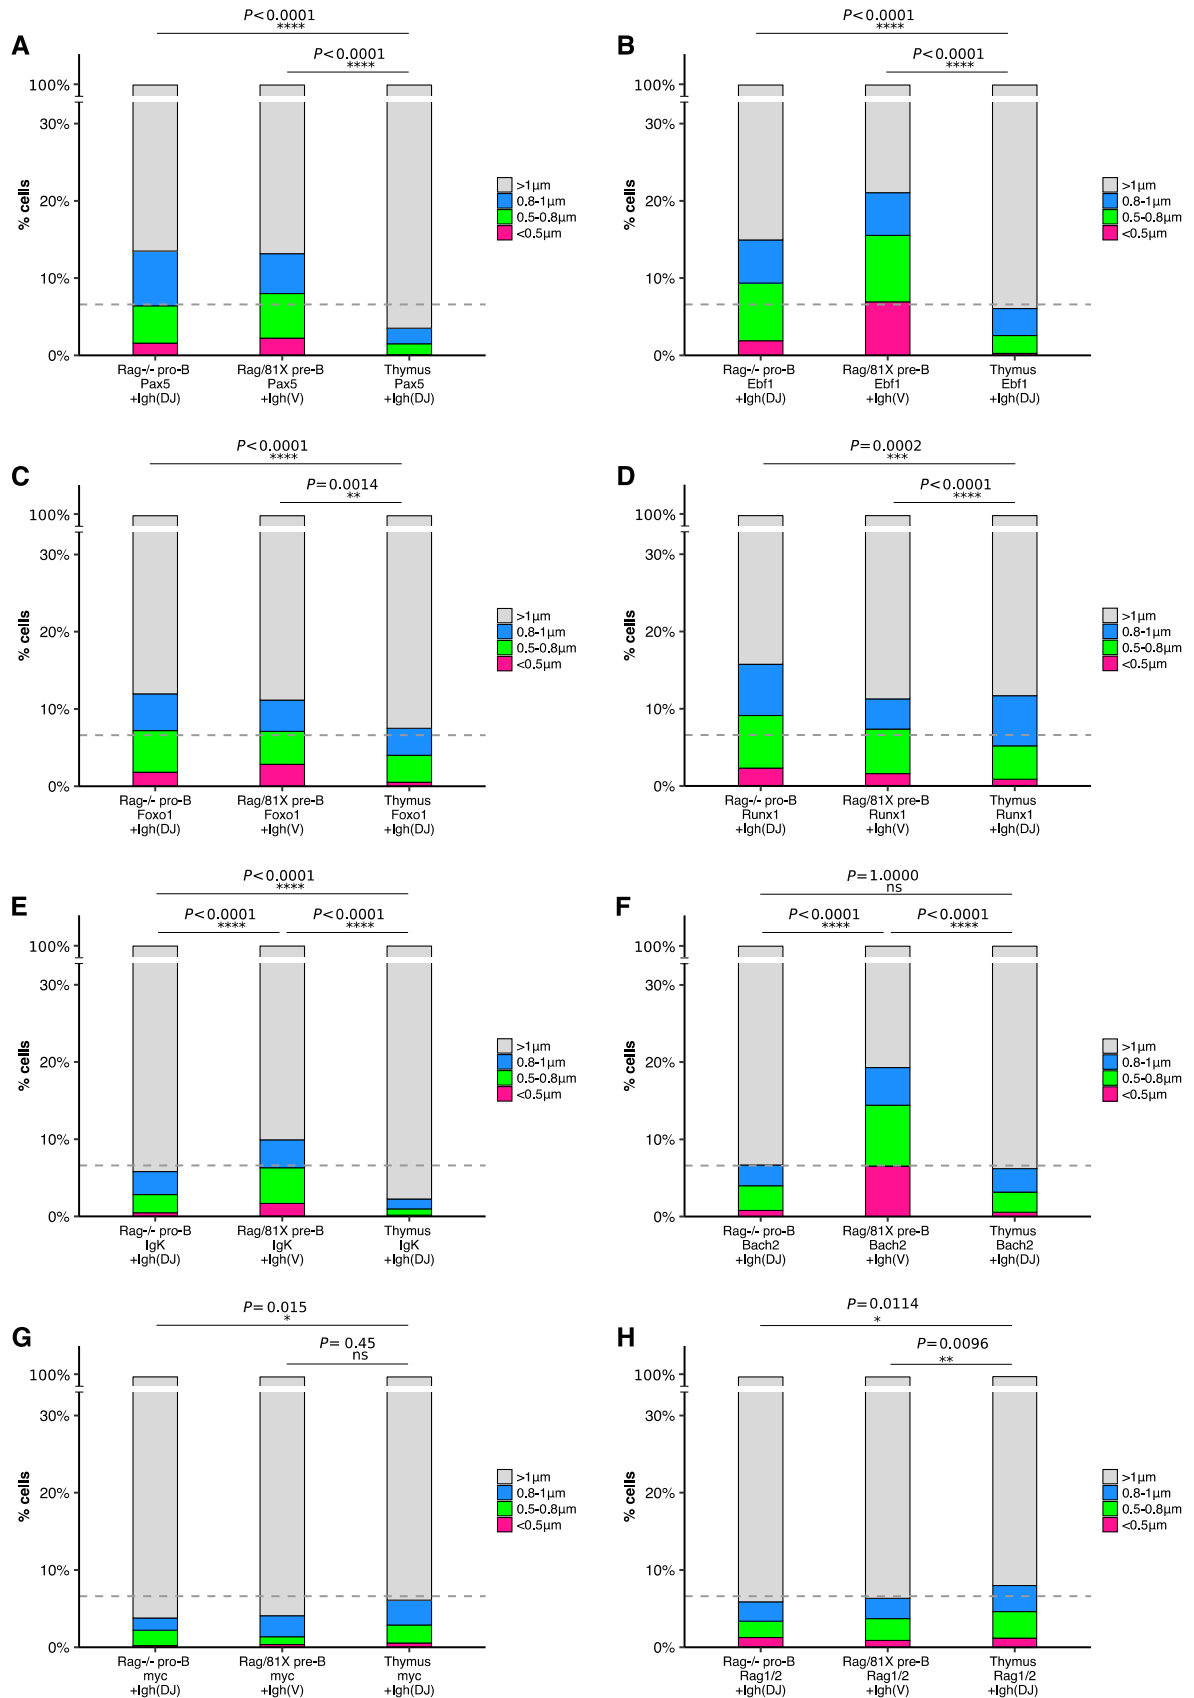 A
P<0.0001
****
P<0.0001
****
100%
30%
20%
10%
0%
% cells
>1µm
0.8-1µm
0.5-0.8µm
<0.5µm
Rag-/- pro-B
Pax5
+Igh(DJ)
Rag/81X pre-B
Pax5
+Igh(V)
Thymus
Pax5
+Igh(DJ)
B
P<0.0001
****
P<0.0001
****
100%
30%
20%
10%
0%
% cells
>1µm
0.8-1µm
0.5-0.8µm
<0.5µm
Rag-/- pro-B
Ebf1
+Igh(DJ)
Rag/81X pre-B
Ebf1
+Igh(V)
Thymus
Ebf1
+Igh(DJ)
C
P<0.0001
****
P=0.0014
**
100%
30%
20%
10%
0%
% cells
>1µm
0.8-1µm
0.5-0.8µm
<0.5µm
Rag-/- pro-B
Foxo1
+Igh(DJ)
Rag/81X pre-B
Foxo1
+Igh(V)
Thymus
Foxo1
+Igh(DJ)
D
P=0.0002
***
P<0.0001
****
100%
30%
20%
10%
0%
% cells
>1µm
0.8-1µm
0.5-0.8µm
<0.5µm
Rag-/- pro-B
Runx1
+Igh(DJ)
Rag/81X pre-B
Runx1
+Igh(V)
Thymus
Runx1
+Igh(DJ)
E
P<0.0001
****
P<0.0001
****
P<0.0001
****
100%
30%
20%
10%
0%
% cells
>1µm
0.8-1µm
0.5-0.8µm
<0.5µm
Rag-/- pro-B
IgK
+Igh(DJ)
Rag/81X pre-B
IgK
+Igh(V)
Thymus
IgK
+Igh(DJ)
F
P=1.0000
ns
P<0.0001
****
P<0.0001
****
100%
30%
20%
10%
0%
% cells
>1µm
0.8-1µm
0.5-0.8µm
<0.5µm
Rag-/- pro-B
Bach2
+Igh(DJ)
Rag/81X pre-B
Bach2
+Igh(V)
Thymus
Bach2
+Igh(DJ)
G
P= 0.015
*
P= 0.45
ns
100%
30%
20%
10%
0%
% cells
>1µm
0.8-1µm
0.5-0.8µm
<0.5µm
Rag-/- pro-B
myc
+Igh(DJ)
Rag/81X pre-B
myc
+Igh(V)
Thymus
myc
+Igh(DJ)
H
P=0.0114
*
P=0.0096
**
100%
30%
20%
10%
0%
% cells
>1µm
0.8-1µm
0.5-0.8µm
<0.5µm
Rag-/- pro-B
Rag1/2
+Igh(DJ)
Rag/81X pre-B
Rag1/2
+Igh(V)
Thymus
Rag1/2
+Igh(DJ)